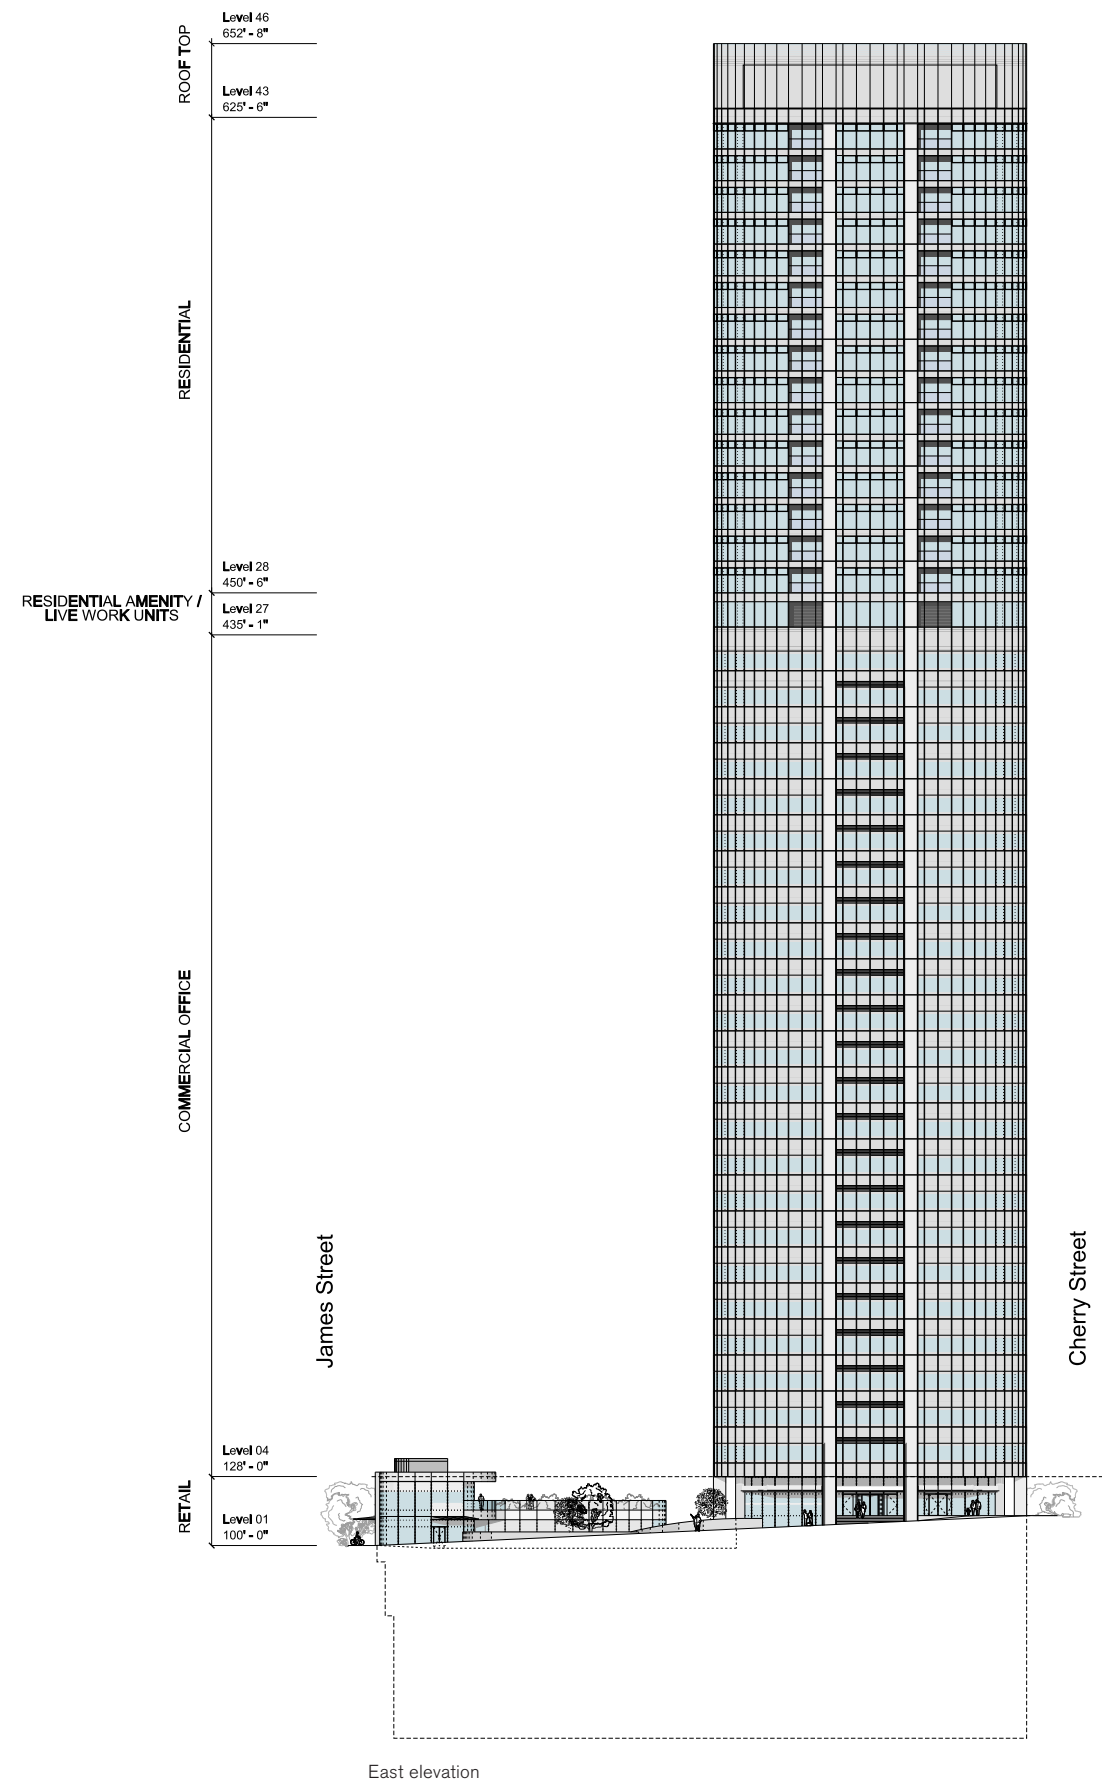 Level 46
652' - 8"
ROOF TOP
Level 43
625' - 6"
RESIDENTIAL
Level 28
450' - 6"
RESIDENTIAL AMENITY /
LIVE WORK UNITS
Level 27
435' - 1"
COMMERCIAL OFFICE
James Street
Cherry Street
Level 04
128' - 0"
RETAIL
Level 01
100' - 0"
East elevation